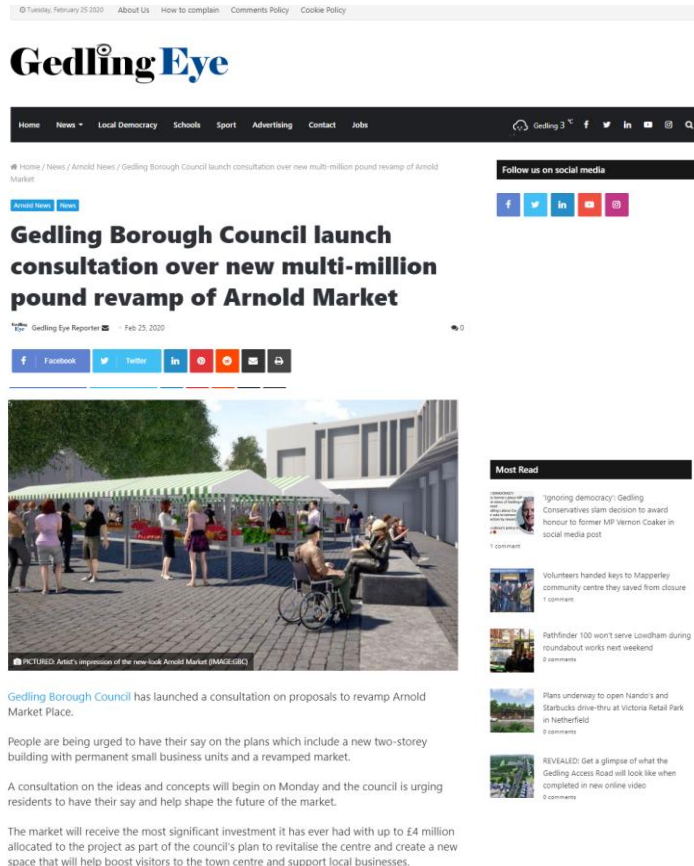 Tuesday, February 25 2020 About Us How to complain Comments Policy Cookie Policy
Gedling Eye
Home News Local Democracy Schools Sport Advertising Contact Jobs Gedling 3 °C
Home / News / Arnold News / Gedling Borough Council launch consultation over new multi-million pound revamp of Arnold
Market
Arnold News News
Gedling Borough Council launch
consultation over new multi-million
pound revamp of Arnold Market
Gedling Eye Reporter - Feb 25, 2020 0
Facebook Twitter
PICTURED: Artist's impression of the new-look Arnold Market (IMAGE:GBC)
Gedling Borough Council has launched a consultation on proposals to revamp Arnold
Market Place.
People are being urged to have their say on the plans which include a new two-storey
building with permanent small business units and a revamped market.
A consultation on the ideas and concepts will begin on Monday and the council is urging
residents to have their say and help shape the future of the market.
The market will receive the most significant investment it has ever had with up to £4 million
allocated to the project as part of the council's plan to revitalise the centre and create a new
space that will help boost visitors to the town centre and support local businesses.
Follow us on social media
Most Read
'Ignoring democracy': Gedling
Conservatives slam decision to award
honour to former MP Vernon Coaker in
social media post
1 comment
Volunteers handed keys to Mapperley
community centre they saved from closure
1 comment
Pathfinder 100 won't serve Lowdham during
roundabout works next weekend
0 comments
Plans underway to open Nando's and
Starbucks drive-thru at Victoria Retail Park
in Netherfield
0 comments
REVEALED: Get a glimpse of what the
Gedling Access Road will look like when
completed in new online video
0 comments